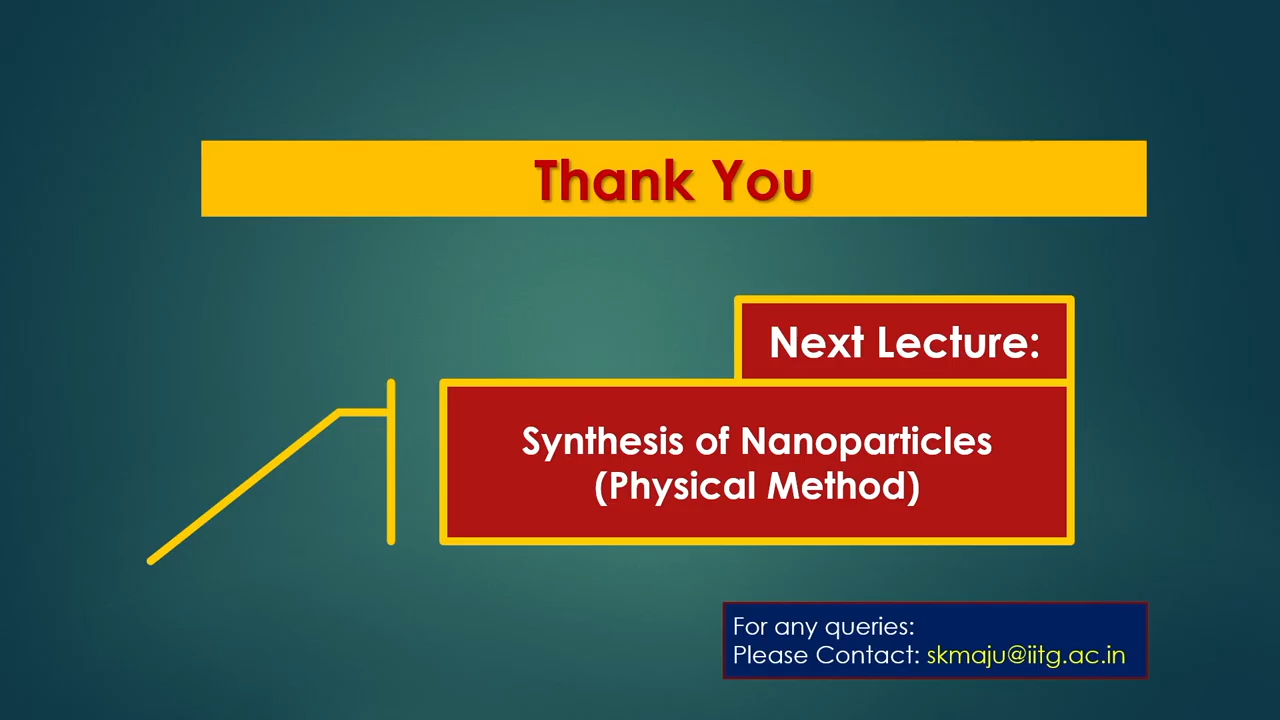 Thank You
Next Lecture:
Synthesis of Nanoparticles
(Physical Method)
For any queries:
Please Contact: skmaju@iitg.ac.in